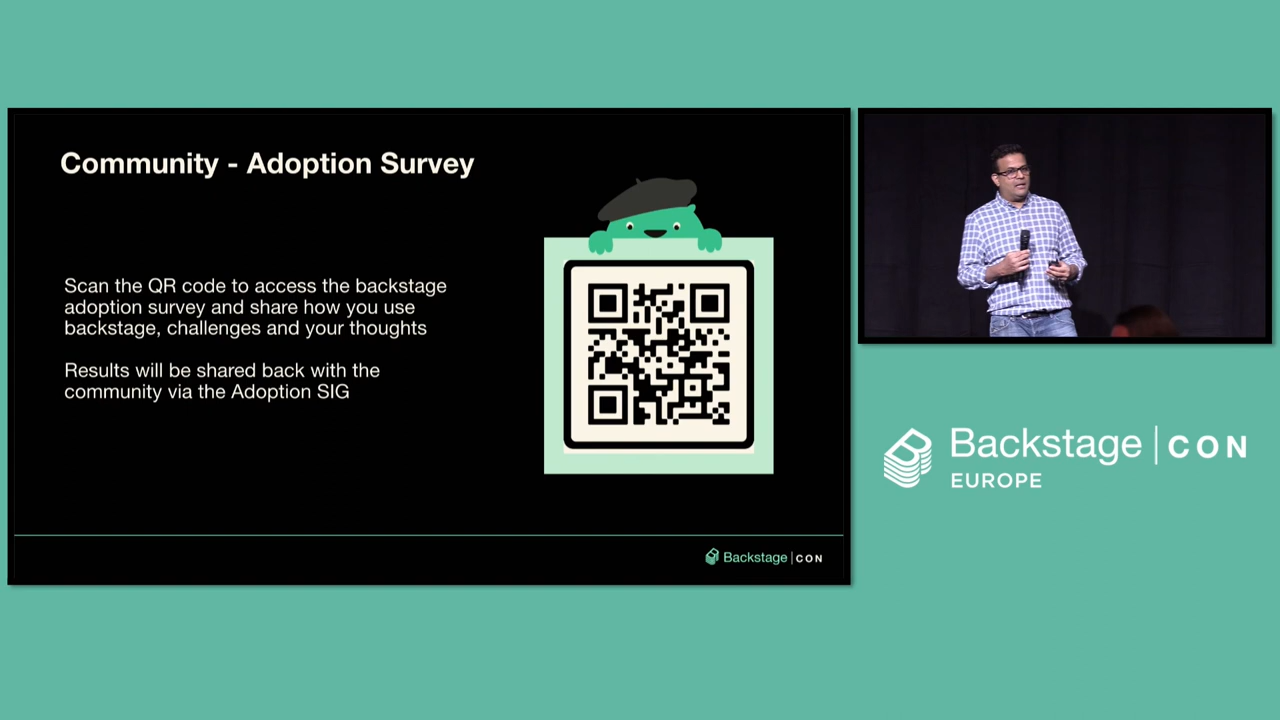 Community - Adoption Survey
Scan the QR code to access the backstage
adoption survey and share how you use
backstage, challenges and your thoughts
Results will be shared back with the
community via the Adoption SIG
Backstage | CON
Backstage | CON
EUROPE